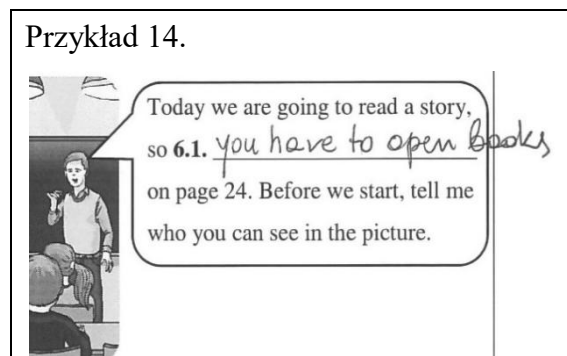 Przykład 14.
Today we are going to read a story,
so 6.1. you have to open books
on page 24. Before we start, tell me
who you can see in the picture.